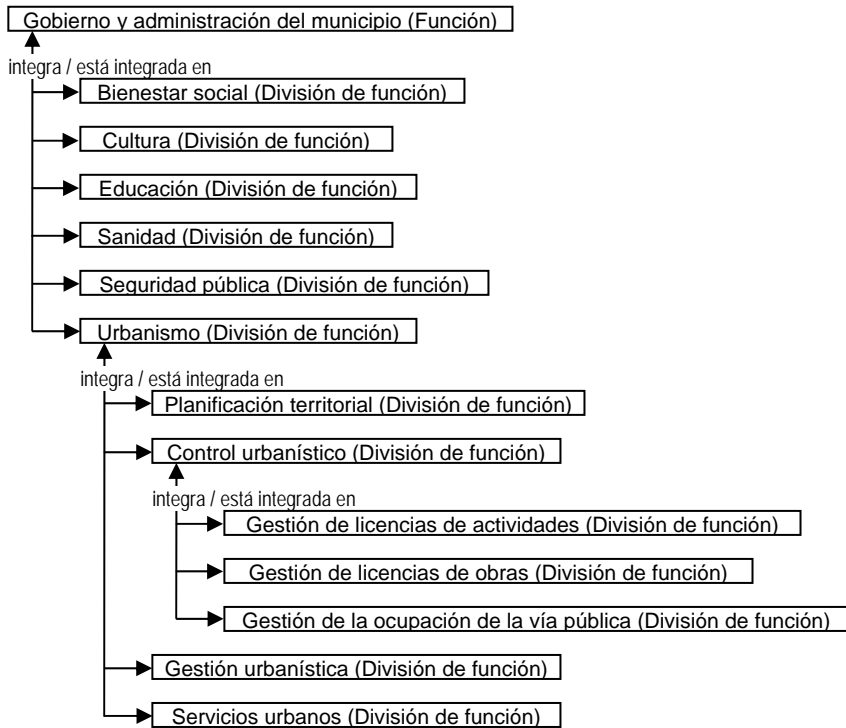 Gobierno y administración del municipio (Función)
integra / está integrada en
Bienestar social (División de función)
Cultura (División de función)
Educación (División de función)
Sanidad (División de función)
Seguridad pública (División de función)
Urbanismo (División de función)
integra / está integrada en
Planificación territorial (División de función)
Control urbanístico (División de función)
integra / está integrada en
Gestión de licencias de actividades (División de función)
Gestión de licencias de obras (División de función)
Gestión de la ocupación de la vía pública (División de función)
Gestión urbanística (División de función)
Servicios urbanos (División de función)